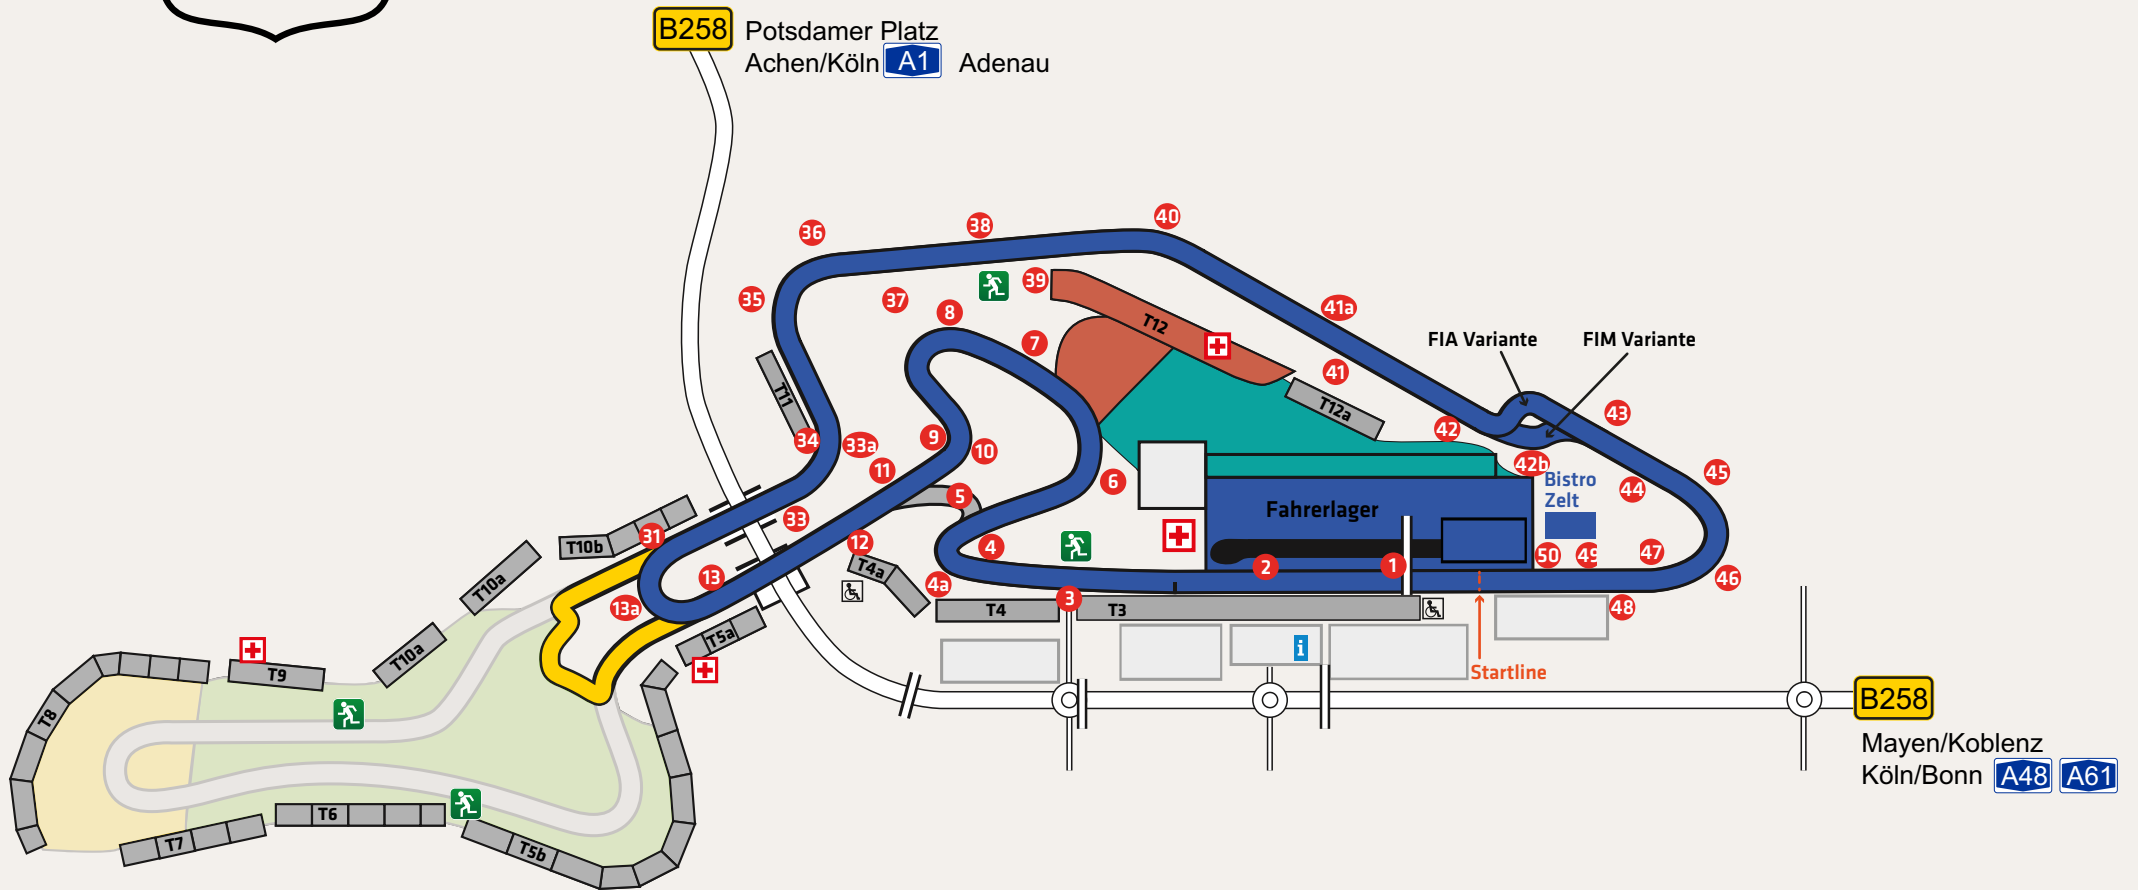 B258
Potsdamer Platz
Achen/Köln A1 Adenau
40
38
36
39
35
37
41a
8
FIA Variante
FIM Variante
T12
7
41
T11
T12a
43
42
34
33a
9
10
11
42b
45
Bistro
Zelt
6
44
5
Fahrerlager
33
31
T10b
12
4
50
49
47
46
T4a
2
1
13
T10a
4a
3
13a
T4
T3
48
T5a
i
T10a
T9
Startline
B258
T8
Mayen/Koblenz
Köln/Bonn A48 A61
T6
T7
T5b